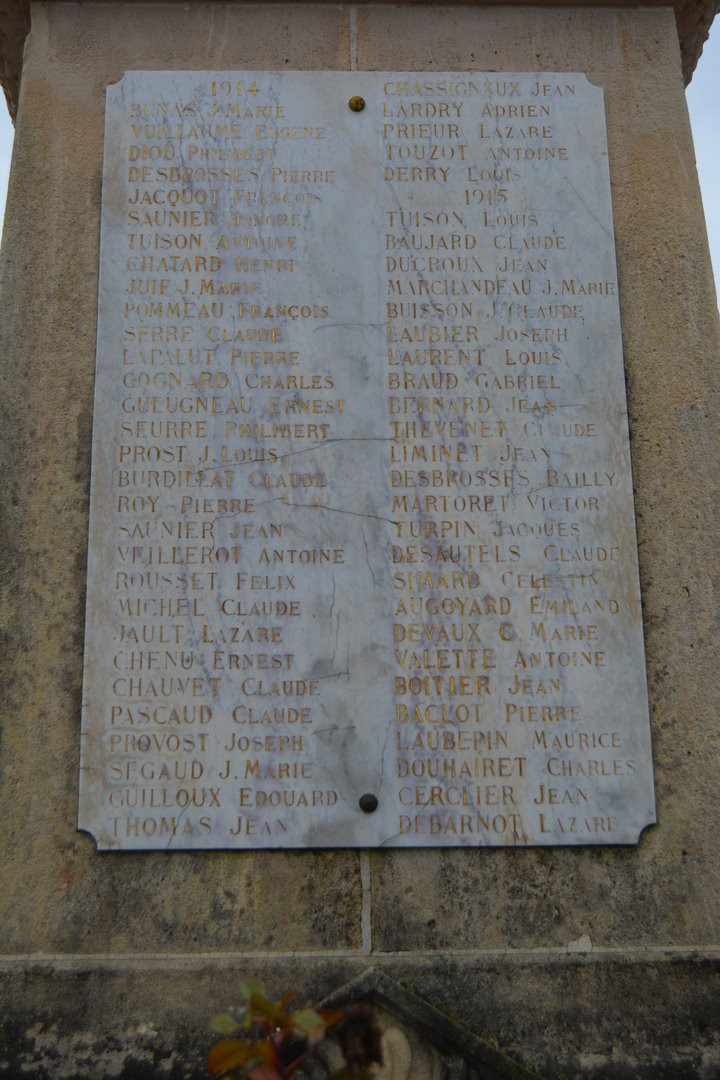 1914
BUNAS J. MARIE
VUILLAUME EUGENE
DIOD PHILIBERT
DESBROSSES PIERRE
JACQUOT FRANÇOIS
SAUNIER HONORE
TUISON ANTOINE
CHATARD HENRI
JUIF J. MARIE
POMMEAU FRANÇOIS
SERRE CLAUDE
LAPALUT PIERRE
COGNARD CHARLES
GUEUGNEAU ERNEST
SEURRE PHILIBERT
PROST J. LOUIS
BURDILLAT CLAUDE
ROY PIERRE
SAUNIER JEAN
VEILLEROT ANTOINE
ROUSSET FELIX
MICHEL CLAUDE
JAULT LAZARE
CHENU ERNEST
CHAUVET CLAUDE
PASCAUD CLAUDE
PROVOST JOSEPH
SEGAUD J. MARIE
GUILLOUX EDOUARD
THOMAS JEAN
CHASSIGNEUX JEAN
LARDRY ADRIEN
PRIEUR LAZARE
TOUZOT ANTOINE
DERRY LOUIS
1915
TUISON LOUIS
BAUJARD CLAUDE
DUCROUX JEAN
MARCHANDEAU J. MARIE
BUISSON J. CLAUDE
LAUBIER JOSEPH
LAURENT LOUIS
BRAUD GABRIEL
BERNARD JEAN
THEVENET CLAUDE
LIMINET JEAN
DESBROSSES BAILLY
MARTORET VICTOR
TURPIN JACQUES
DESAUTELS CLAUDE
SIMARD CELESTIN
AUGOYARD EMILAND
DEVAUX C. MARIE
VALETTE ANTOINE
BOITIER JEAN
BACLOT PIERRE
LAUBEPIN MAURICE
DOUHAIRET CHARLES
CERCLIER JEAN
DEBARNOT LAZARE